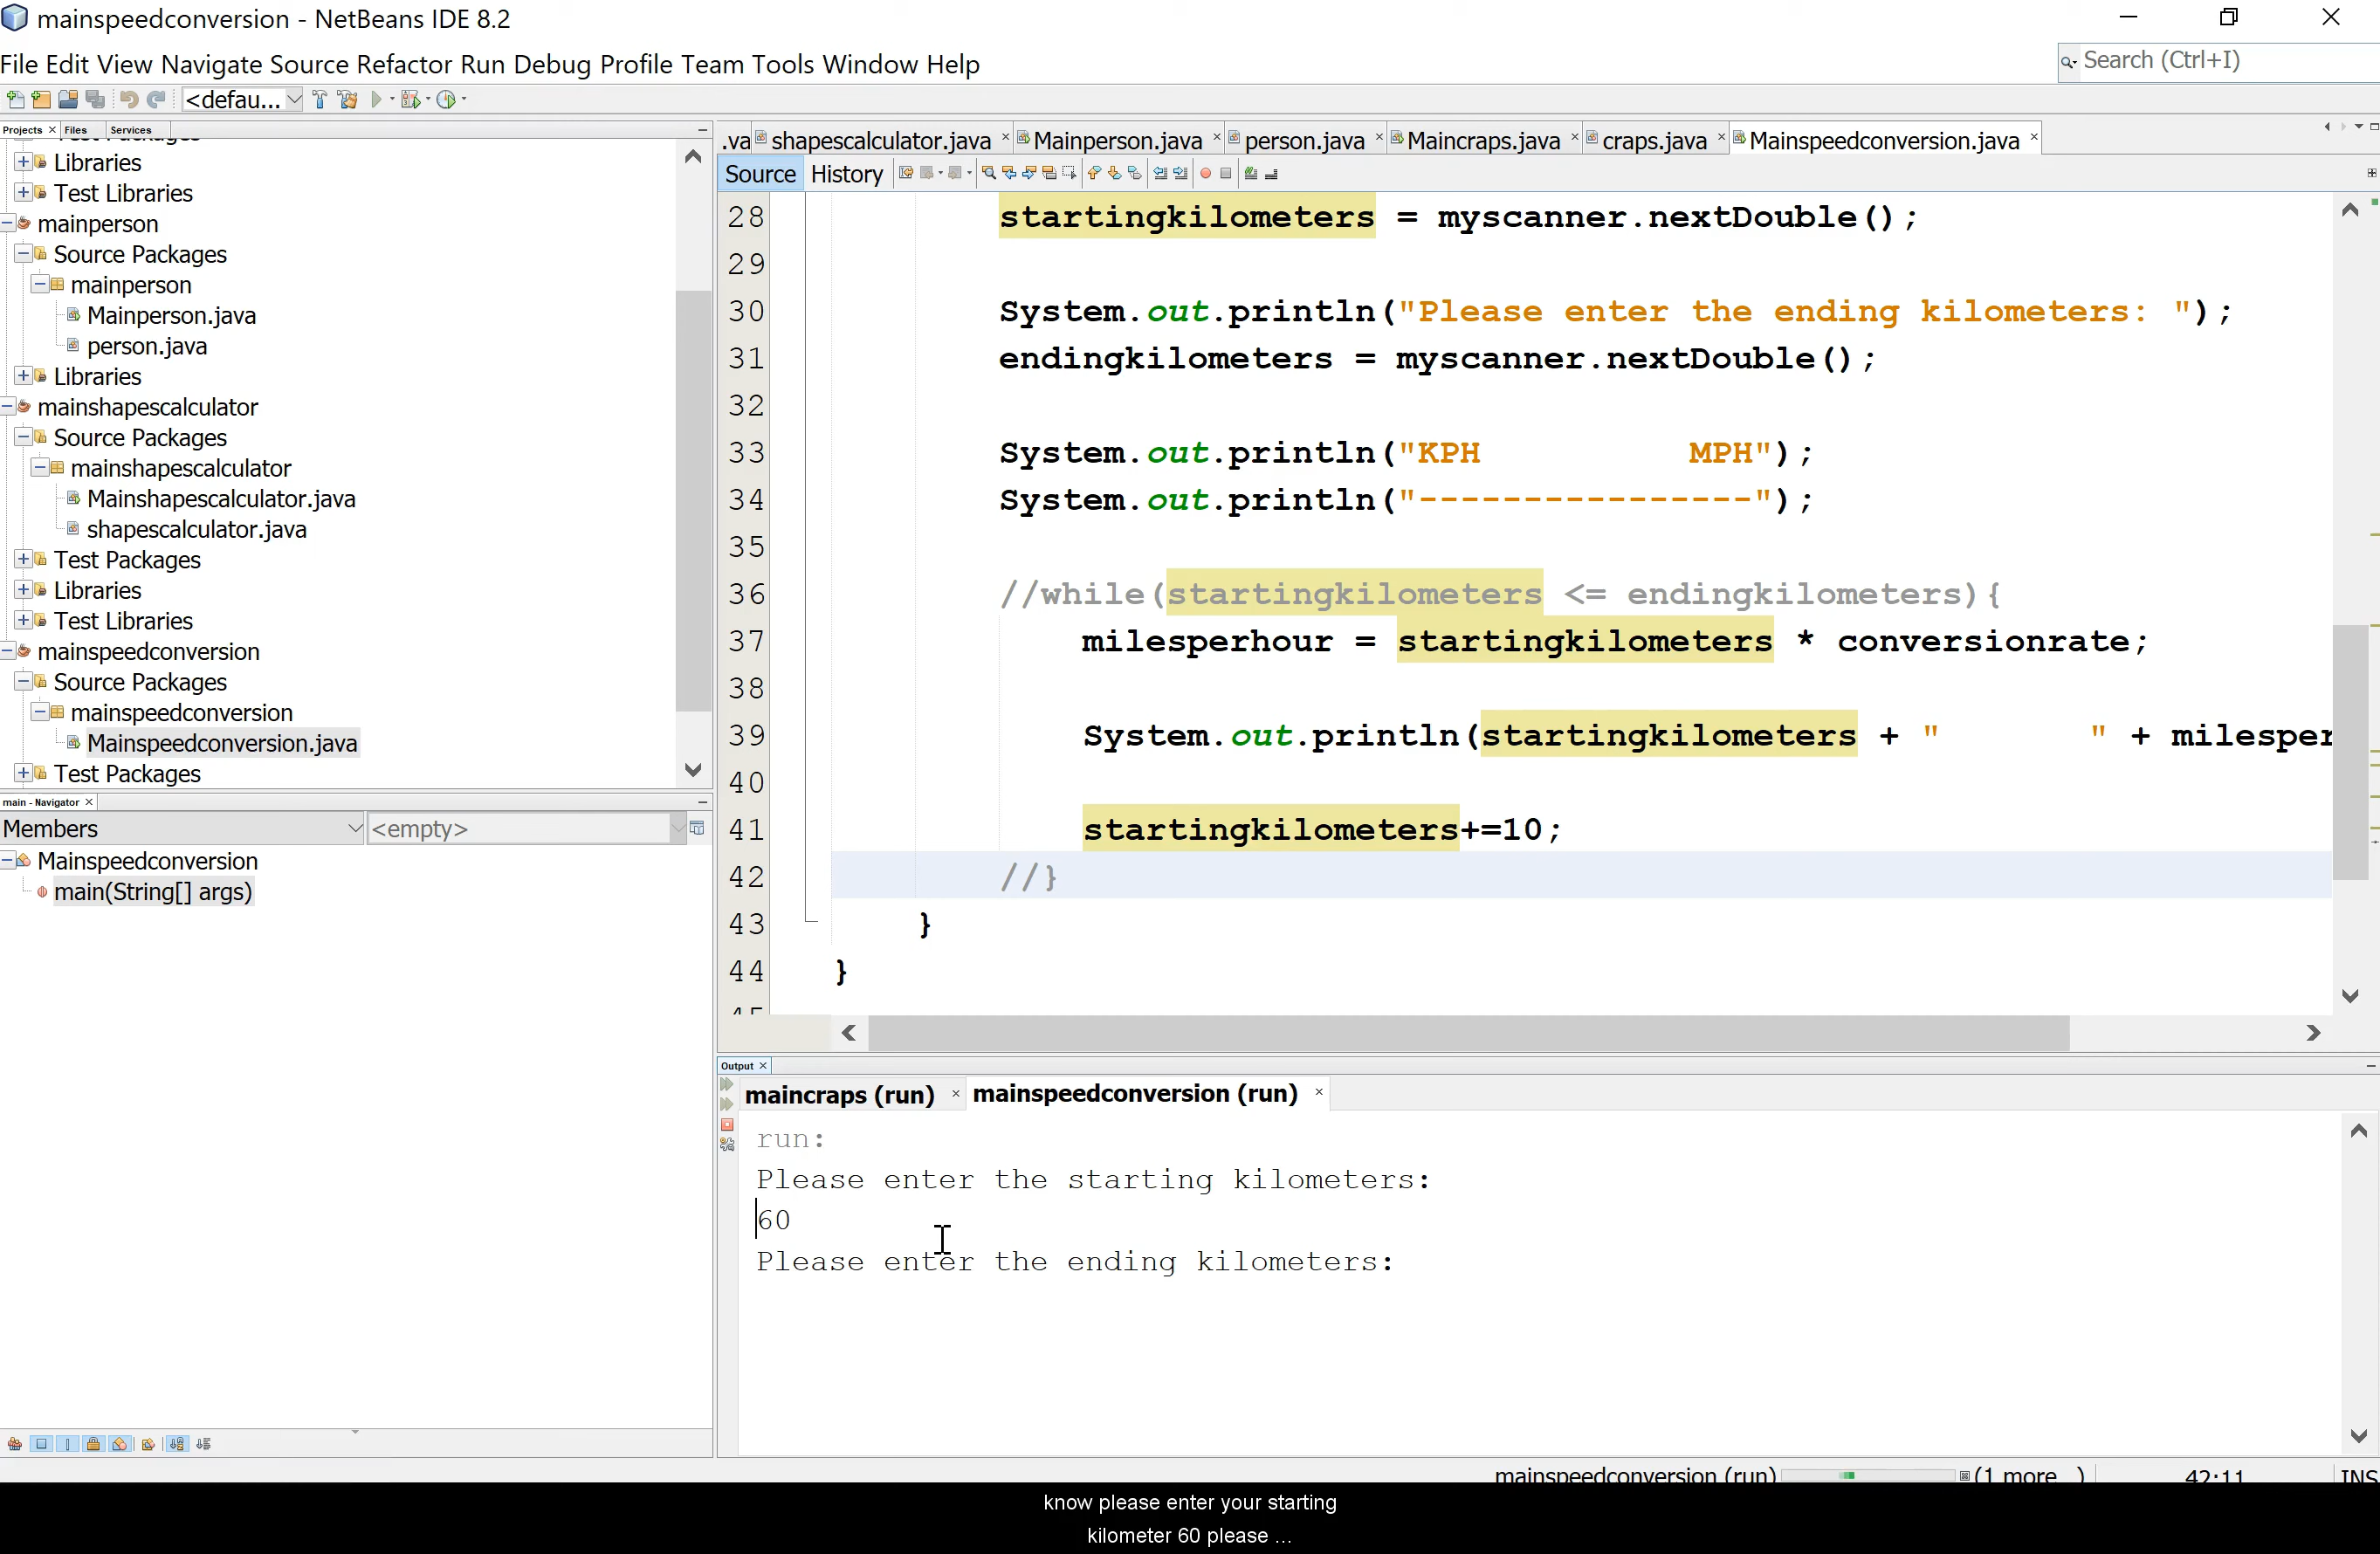 mainspeedconversion - NetBeans IDE 8.2
File Edit View Navigate Source Refactor Run Debug Profile Team Tools Window Help
Search (Ctrl+I)
<defau...
Projects Files Services
Libraries
Test Libraries
mainperson
Source Packages
mainperson
Mainperson.java
person.java
Libraries
mainshapescalculator
Source Packages
mainshapescalculator
Mainshapescalculator.java
shapescalculator.java
Test Packages
Libraries
Test Libraries
mainspeedconversion
Source Packages
mainspeedconversion
Mainspeedconversion.java
Test Packages
main - Navigator
Members <empty>
Mainspeedconversion
main(String[] args)
.va shapescalculator.java Mainperson.java person.java Maincraps.java craps.java Mainspeedconversion.java
Source History
28 startingkilometers = myscanner.nextDouble();
29
30 System.out.println("Please enter the ending kilometers: ");
31 endingkilometers = myscanner.nextDouble();
32
33 System.out.println("KPH          MPH");
34 System.out.println("----------------");
35
36 //while(startingkilometers <= endingkilometers){
37 milesperhour = startingkilometers * conversionrate;
38
39 System.out.println(startingkilometers + "       " + milesper
40
41 startingkilometers+=10;
42 //}
43 }
44 }
Output
maincraps (run) mainspeedconversion (run)
run:
Please enter the starting kilometers:
60
Please enter the ending kilometers:
mainspeedconversion (run) (1 more...) 42:11 INS
know please enter your starting
kilometer 60 please ...